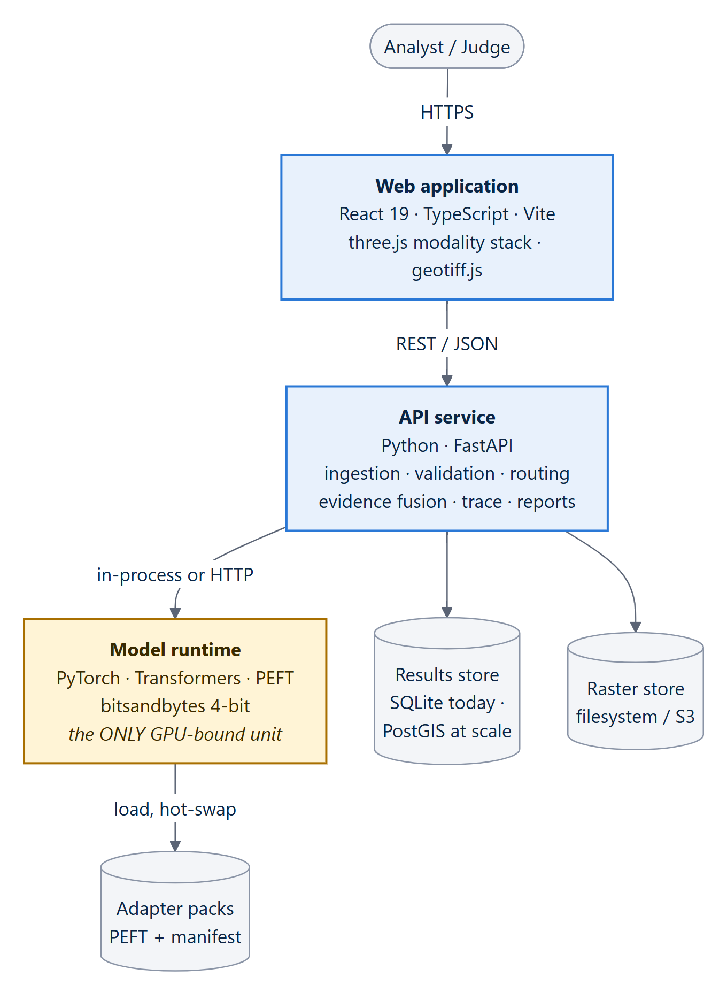 Analyst / Judge
HTTPS
Web application
React 19 · TypeScript · Vite
three.js modality stack ·
geotiff.js
REST / JSON
API service
Python · FastAPI
ingestion · validation · routing
evidence fusion · trace · reports
in-process or HTTP
Model runtime
PyTorch · Transformers · PEFT
bitsandbytes 4-bit
the ONLY GPU-bound unit
Results store
SQLite today ·
PostGIS at scale
Raster store
filesystem / S3
load, hot-swap
Adapter packs
PEFT + manifest